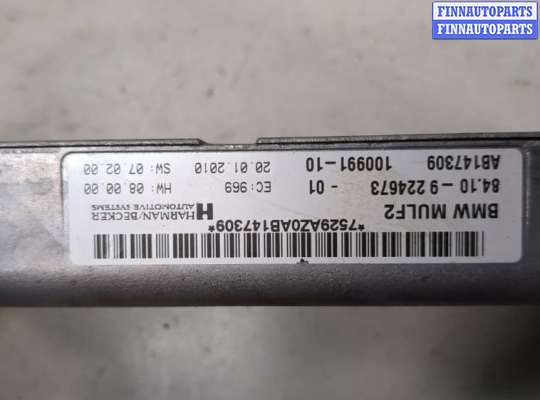 FINNAUTOPARTS
FINNAUTOPARTS
*7529AZ0AB147309*
BMW MULF2
HARMAN/BECKER
AUTOMOTIVE SYSTEMS
84.10-9 224673 -01
EC:969 HW:08.00.00
AB147309 100991-10
20.01.2010 SW:07.02.00